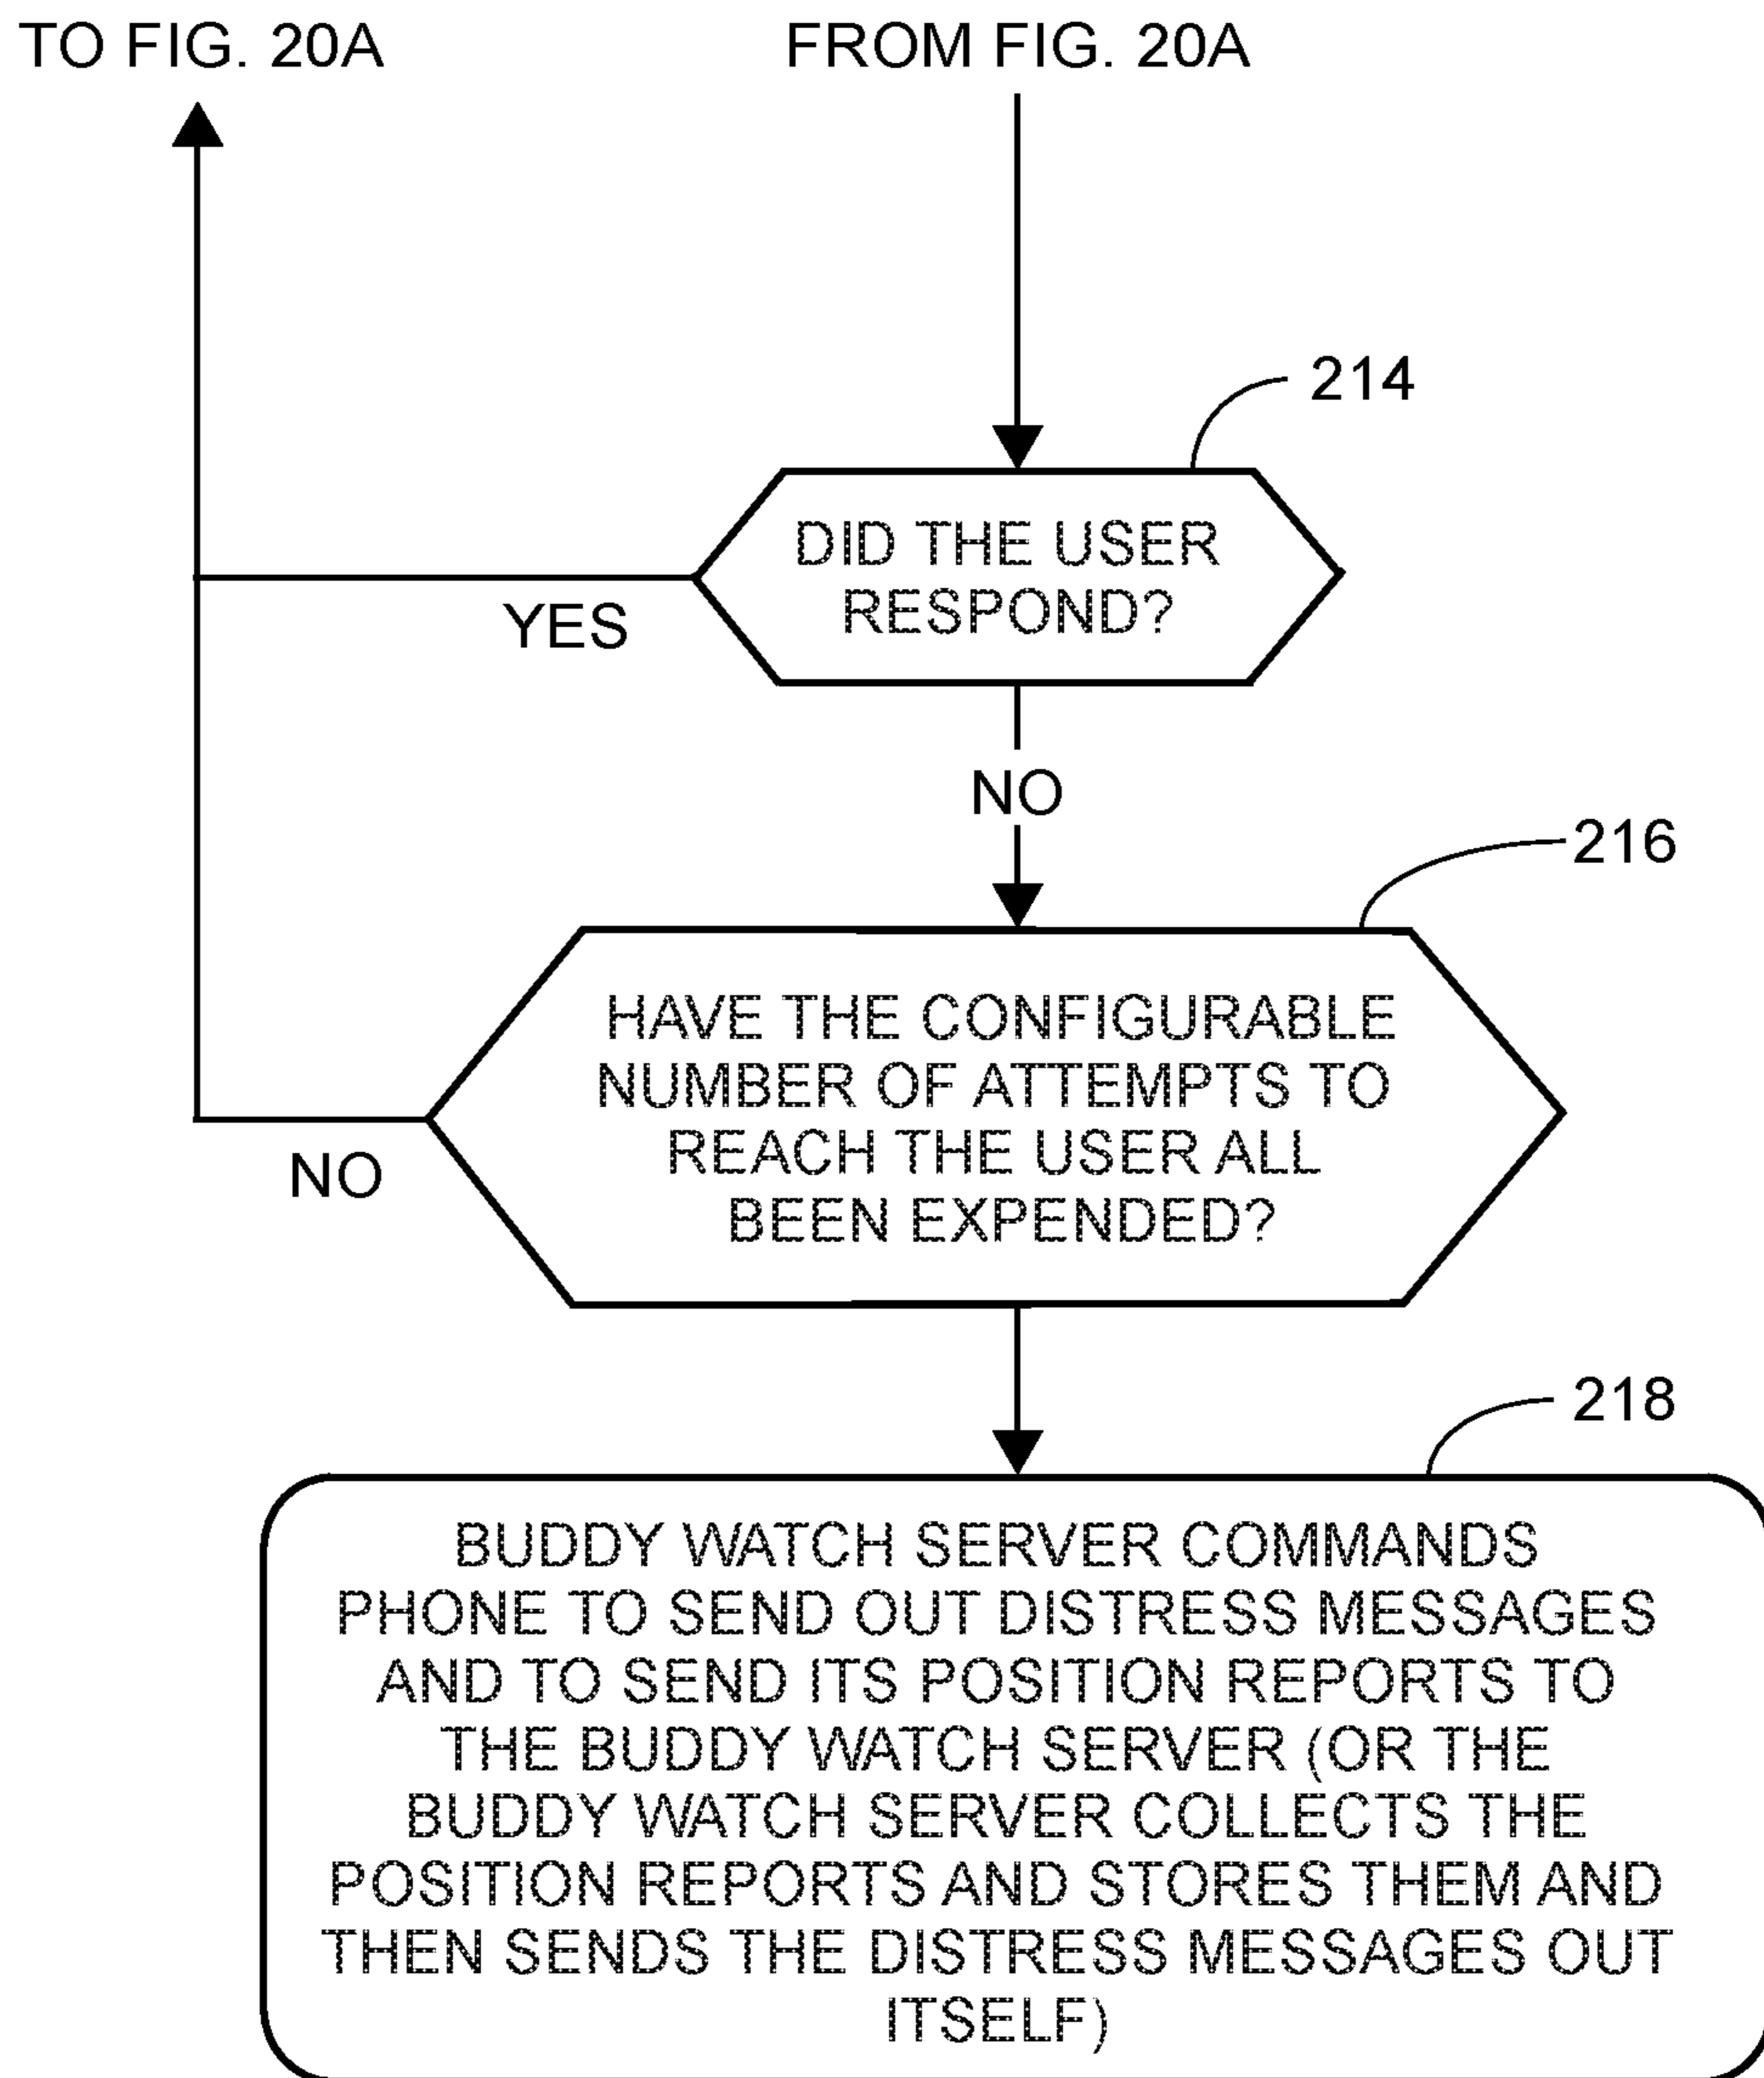 TO FIG. 20A
FROM FIG. 20A
214
DID THE USER
RESPOND?
YES
NO
216
HAVE THE CONFIGURABLE
NUMBER OF ATTEMPTS TO
REACH THE USER ALL
BEEN EXPENDED?
NO
218
BUDDY WATCH SERVER COMMANDS
PHONE TO SEND OUT DISTRESS MESSAGES
AND TO SEND ITS POSITION REPORTS TO
THE BUDDY WATCH SERVER (OR THE
BUDDY WATCH SERVER COLLECTS THE
POSITION REPORTS AND STORES THEM AND
THEN SENDS THE DISTRESS MESSAGES OUT
ITSELF)